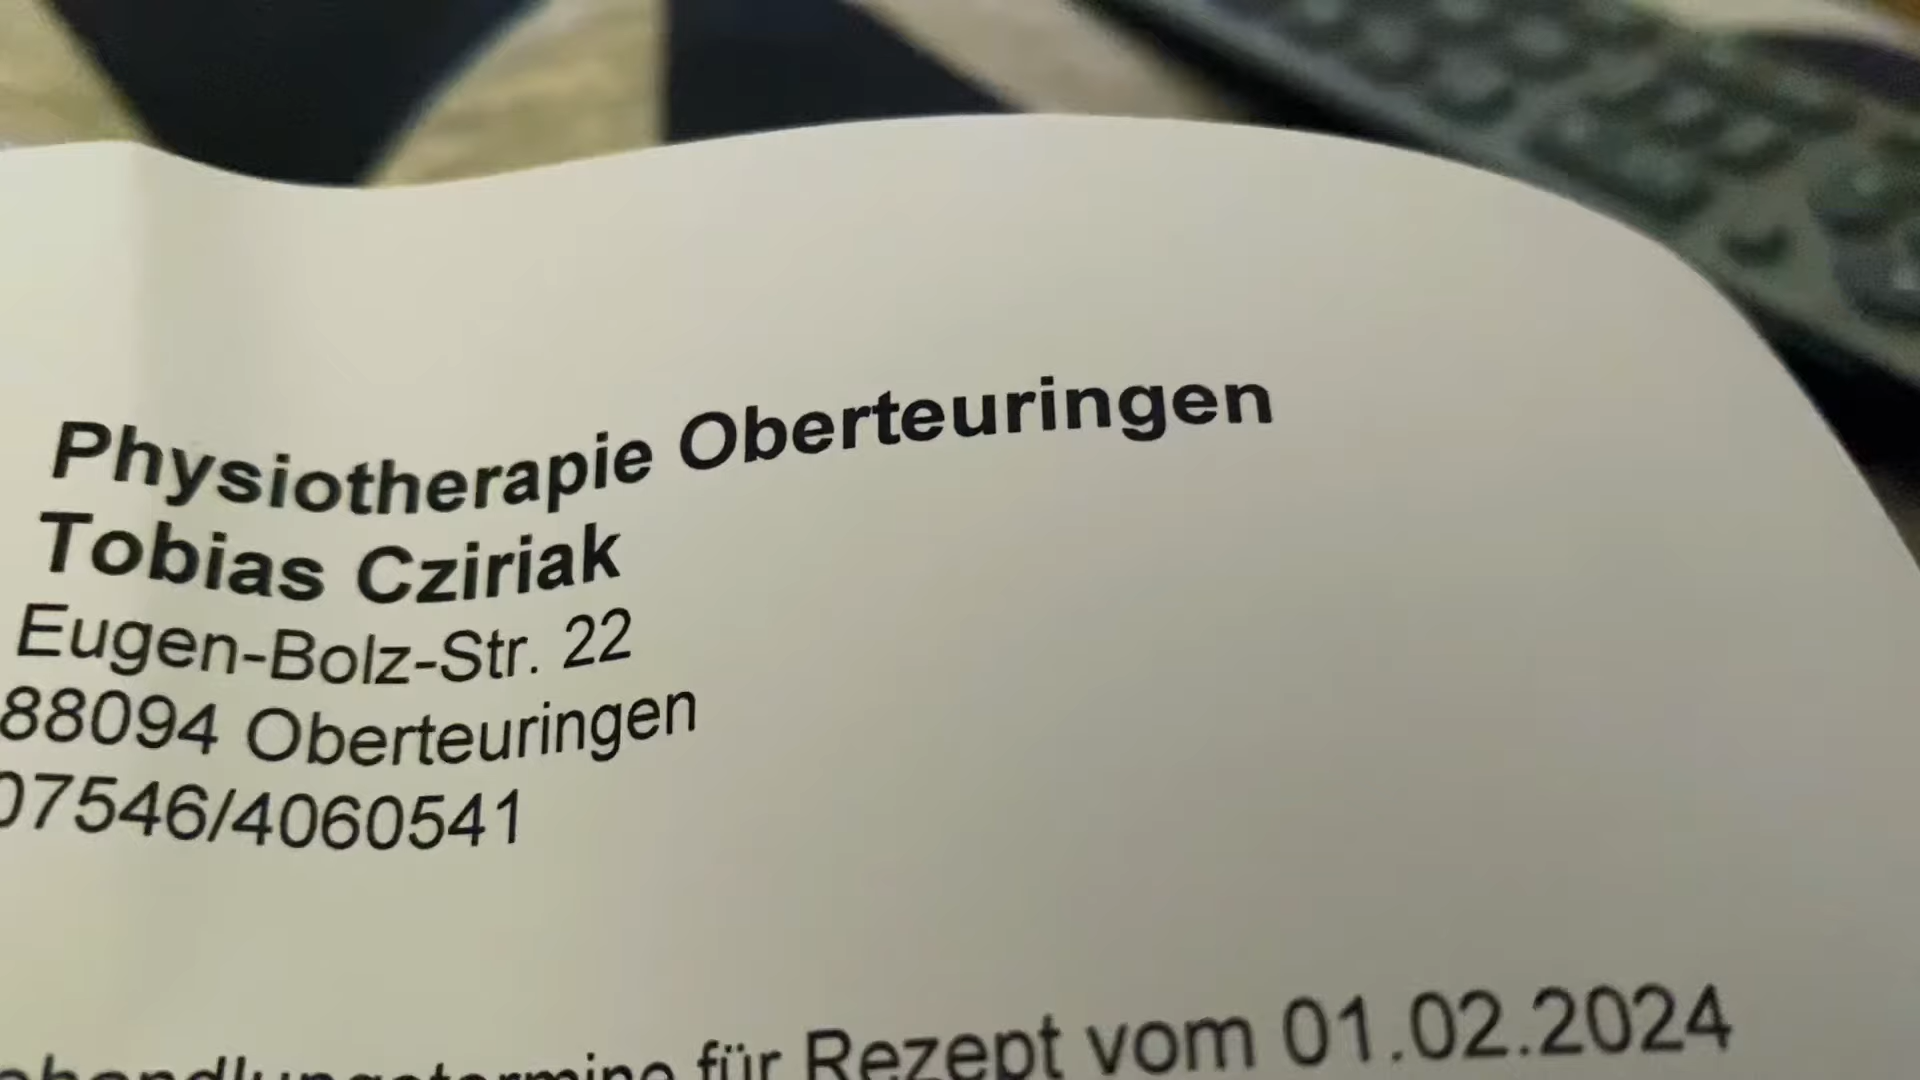 Physiotherapie Oberteuringen
Tobias Cziriak
Eugen-Bolz-Str. 22
88094 Oberteuringen
07546/4060541
für Rezept vom 01.02.2024